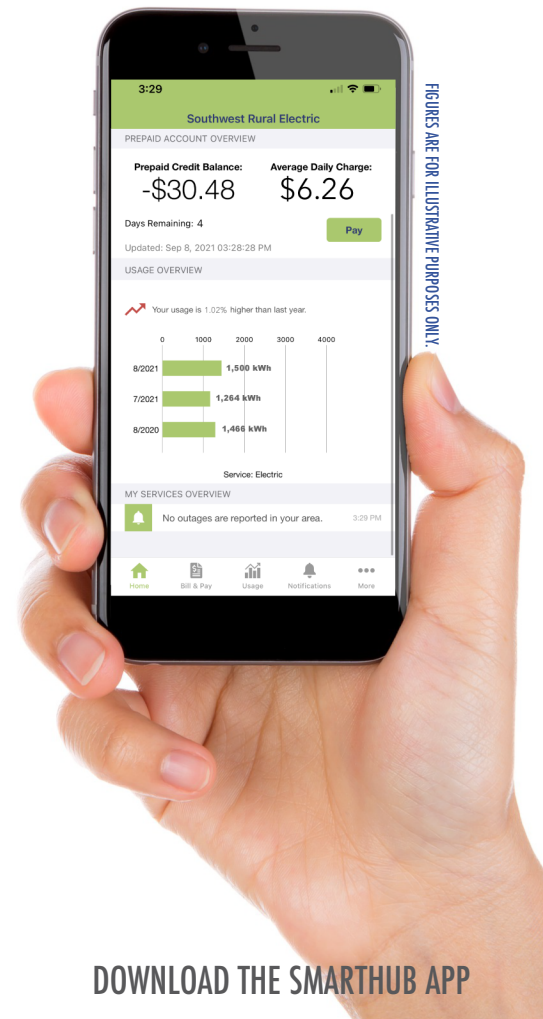 3:29
Southwest Rural Electric
PREPAID ACCOUNT OVERVIEW
Prepaid Credit Balance:
-$30.48
Average Daily Charge:
$6.26
Days Remaining: 4
Pay
Updated: Sep 8, 2021 03:28:28 PM
USAGE OVERVIEW
Your usage is 1.02% higher than last year.
0 1000 2000 3000 4000
8/2021 1,500 kWh
7/2021 1,264 kWh
8/2020 1,466 kWh
Service: Electric
MY SERVICES OVERVIEW
No outages are reported in your area. 3:29 PM
Home Bill & Pay Usage Notifications More
FIGURES ARE FOR ILLUSTRATIVE PURPOSES ONLY.
DOWNLOAD THE SMARTHUB APP